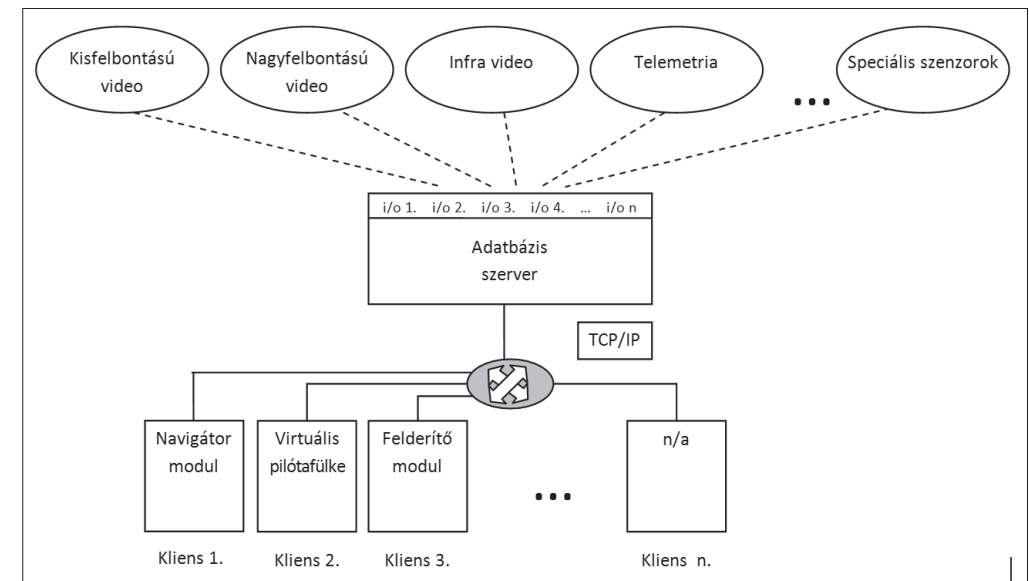 Kisfelbontású
video
Nagyfelbontású
video
Infra video
Telemetria
...
Speciális szenzorok
i/o 1. i/o 2. i/o 3. i/o 4. ... i/o n
Adatbázis
szerver
TCP/IP
Navigátor
modul
Virtuális
pilótafülke
Felderítő
modul
...
n/a
Kliens 1.
Kliens 2.
Kliens 3.
Kliens n.